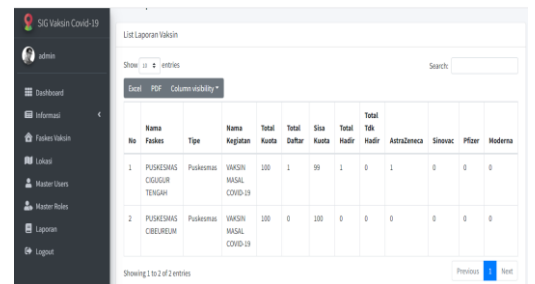 SIG Vaksin Covid-19
admin
Dashboard
Informasi
Faskes Vaksin
Lokasi
Master Users
Master Roles
Laporan
Logout
List Laporan Vaksin
Show 10 entries
Search:
Excel PDF Column visibility
No Nama Faskes Tipe Nama Kegiatan Total Kuota Total Daftar Sisa Kuota Total Hadir Total Tdk Hadir AstraZeneca Sinovac Pfizer Moderna
1 PUSKESMAS CIGUGUR TENGAH Puskesmas VAKSIN MASAL COVID-19 100 1 99 1 0 1 0 0 0
2 PUSKESMAS CIBEUREUM Puskesmas VAKSIN MASAL COVID-19 100 0 100 0 0 0 0 0 0
Showing 1 to 2 of 2 entries
Previous 1 Next